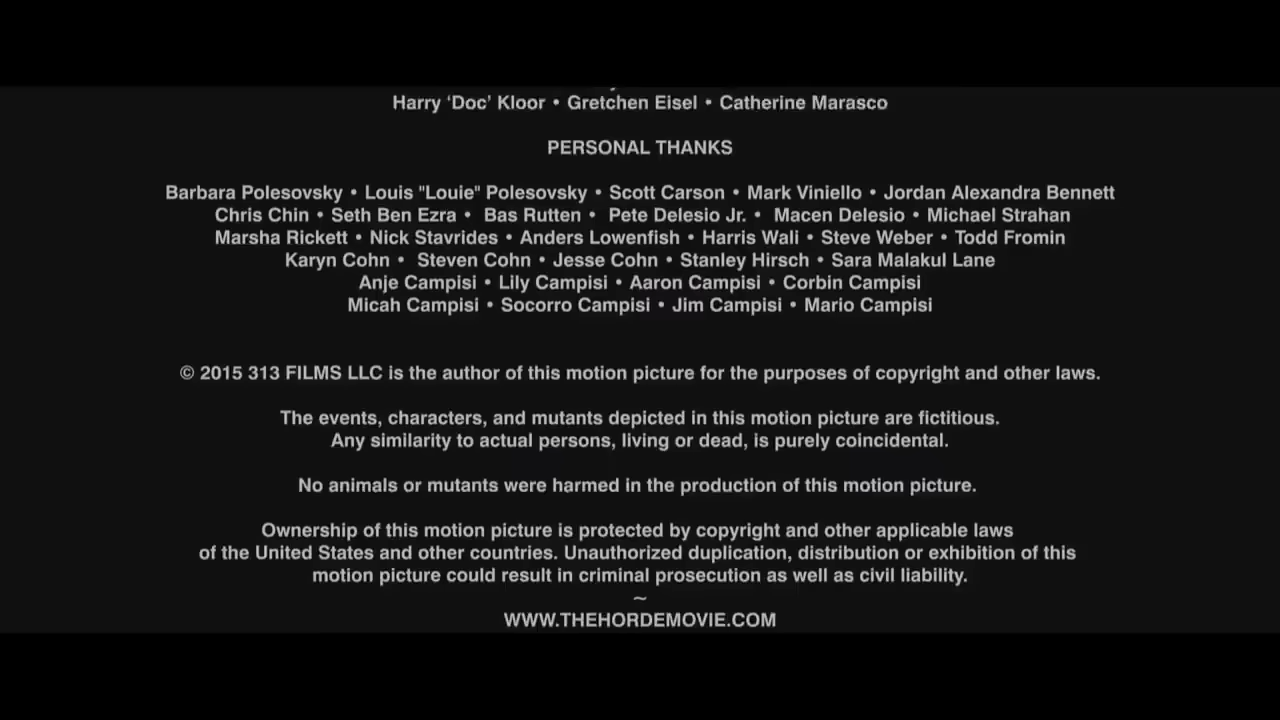 Harry ‘Doc’ Kloor • Gretchen Eisel • Catherine Marasco
PERSONAL THANKS
Barbara Polesovsky • Louis "Louie" Polesovsky • Scott Carson • Mark Viniello • Jordan Alexandra Bennett
Chris Chin • Seth Ben Ezra • Bas Rutten • Pete Delesio Jr. • Macen Delesio • Michael Strahan
Marsha Rickett • Nick Stavrides • Anders Lowenfish • Harris Wali • Steve Weber • Todd Fromin
Karyn Cohn • Steven Cohn • Jesse Cohn • Stanley Hirsch • Sara Malakul Lane
Anje Campisi • Lily Campisi • Aaron Campisi • Corbin Campisi
Micah Campisi • Socorro Campisi • Jim Campisi • Mario Campisi
© 2015 313 FILMS LLC is the author of this motion picture for the purposes of copyright and other laws.
The events, characters, and mutants depicted in this motion picture are fictitious.
Any similarity to actual persons, living or dead, is purely coincidental.
No animals or mutants were harmed in the production of this motion picture.
Ownership of this motion picture is protected by copyright and other applicable laws
of the United States and other countries. Unauthorized duplication, distribution or exhibition of this
motion picture could result in criminal prosecution as well as civil liability.
~
WWW.THEHORDEMOVIE.COM